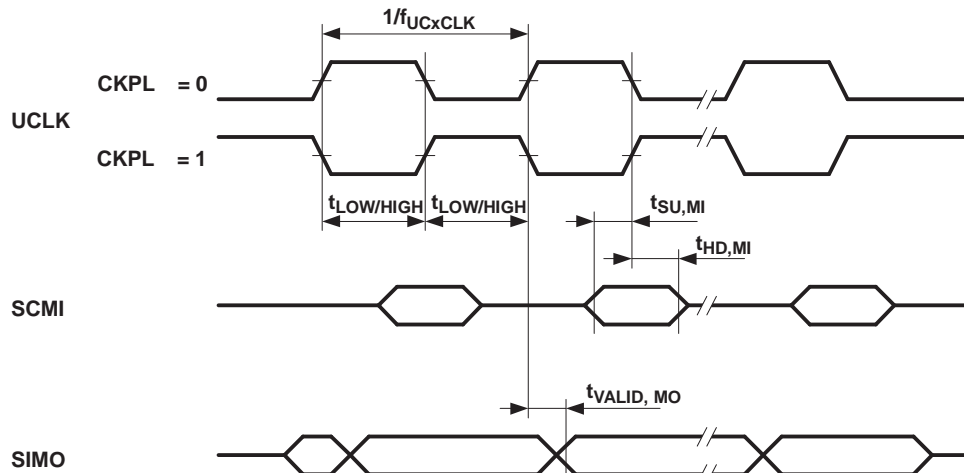 1/fUCxCLK
CKPL = 0
UCLK
CKPL = 1
tLOW/HIGH tLOW/HIGH
tSU,MI
tHD,MI
SCMI
tVALID, MO
SIMO